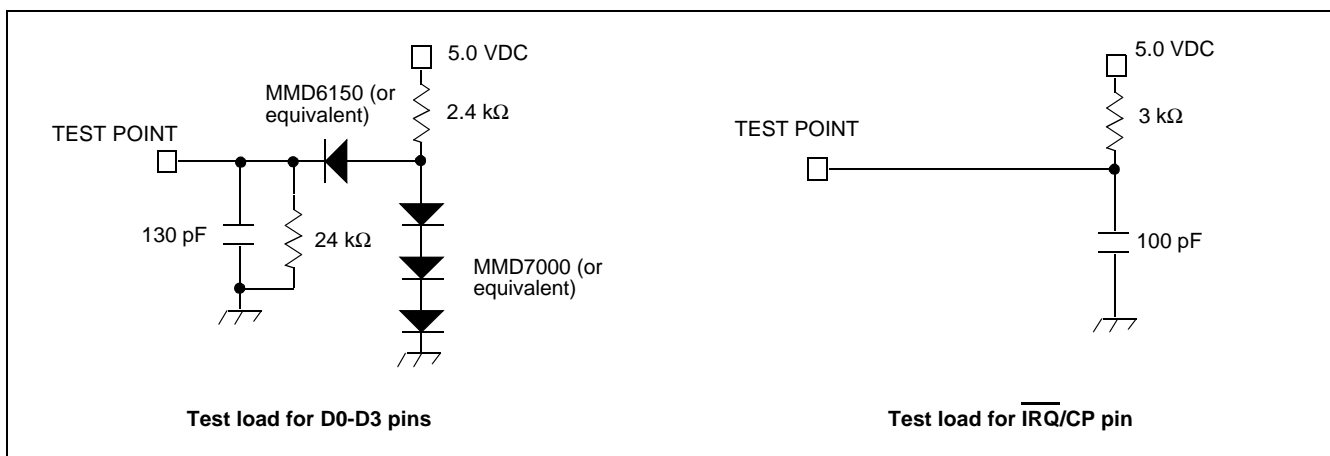 5.0 VDC
MMD6150 (or
equivalent)
2.4 kΩ
TEST POINT
130 pF
24 kΩ
MMD7000 (or
equivalent)
Test load for D0-D3 pins
5.0 VDC
3 kΩ
TEST POINT
100 pF
Test load for I̅R̅Q̅/CP pin